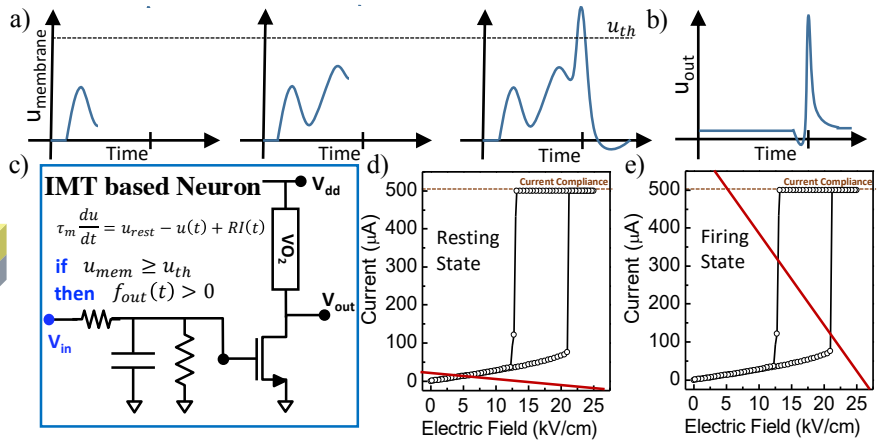 a)
u_membrane
Time
Time
Time
u_th
b)
u_out
Time
c)
IMT based Neuron
τ_m du/dt = u_rest − u(t) + RI(t)
if u_mem ≥ u_th
then f_out(t) > 0
V_in
V_dd
VO₂
V_out
d)
Current Compliance
Resting
State
Current (µA)
500
400
300
200
100
0
0 5 10 15 20 25
Electric Field (kV/cm)
e)
Current Compliance
Firing
State
Current (µA)
500
400
300
200
100
0
0 5 10 15 20 25
Electric Field (kV/cm)